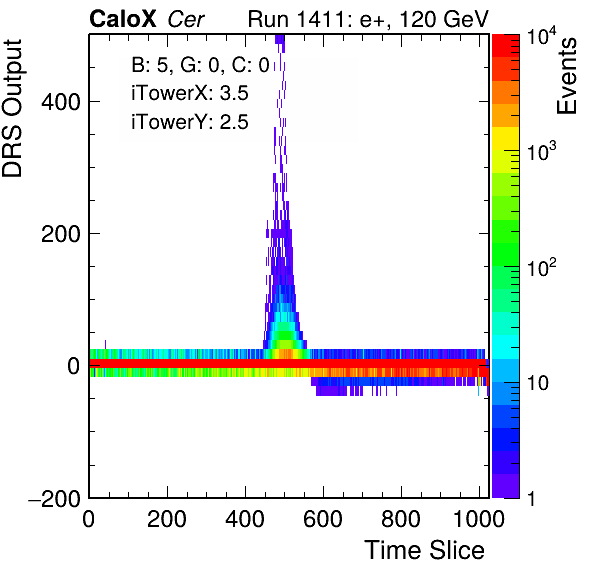 CaloX Cer Run 1411: e+, 120 GeV
B: 5, G: 0, C: 0
iTowerX: 3.5
iTowerY: 2.5
DRS Output
400
200
0
−200
0 200 400 600 800 1000
Time Slice
Events
10^4
10^3
10^2
10
1